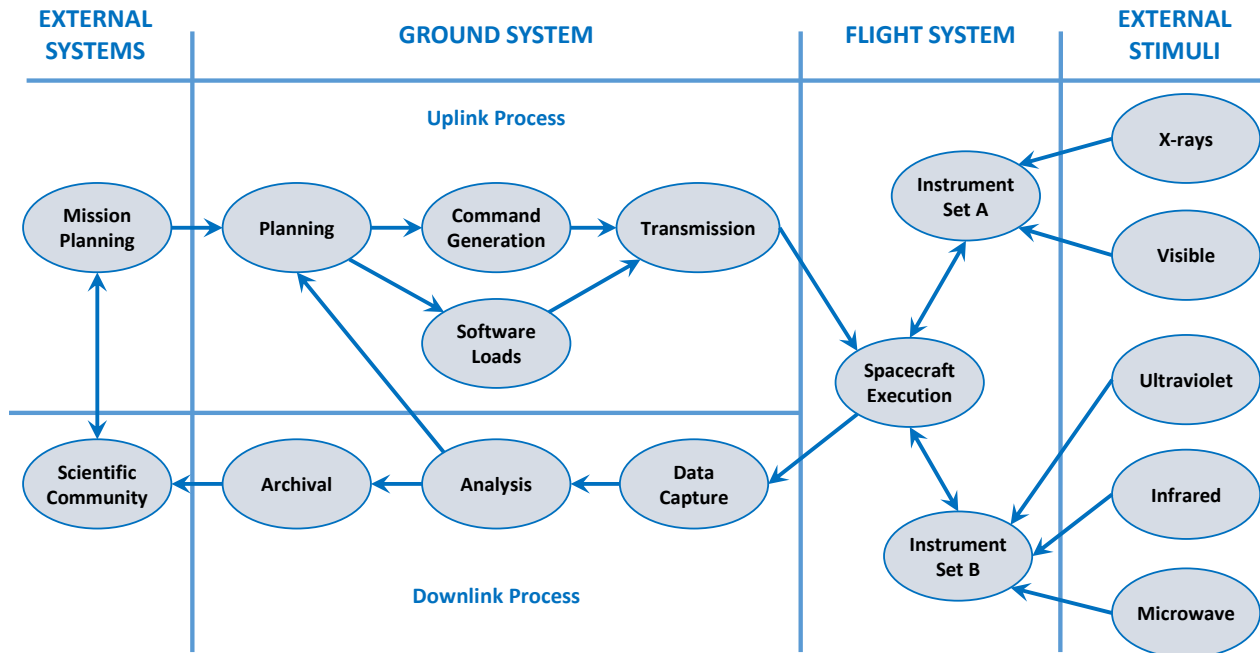 EXTERNAL
SYSTEMS
GROUND SYSTEM
FLIGHT SYSTEM
EXTERNAL
STIMULI
Uplink Process
Mission
Planning
Planning
Command
Generation
Transmission
Software
Loads
Instrument
Set A
X-rays
Visible
Spacecraft
Execution
Ultraviolet
Scientific
Community
Archival
Analysis
Data
Capture
Instrument
Set B
Infrared
Microwave
Downlink Process